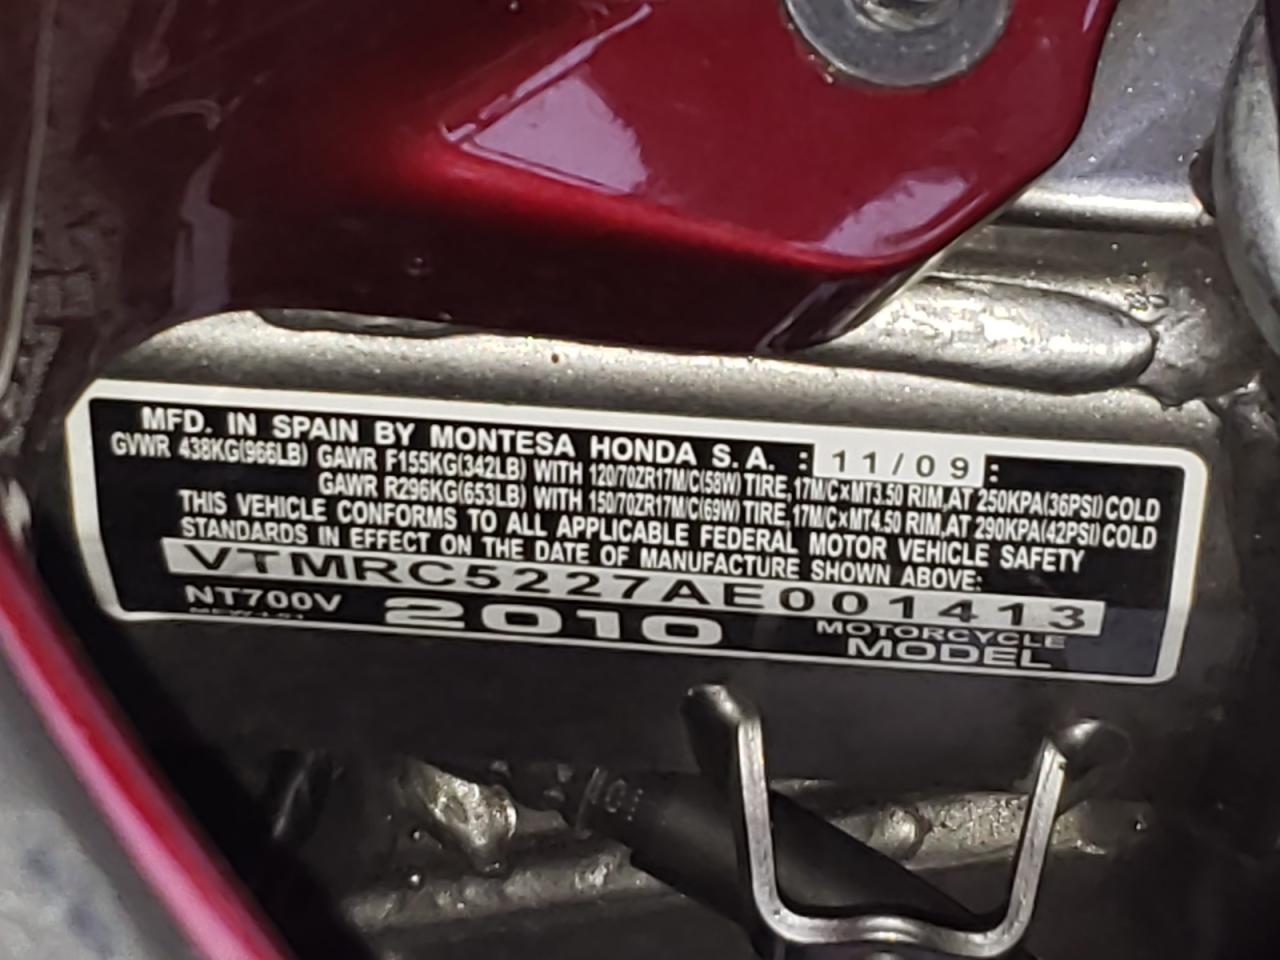 MFD. IN SPAIN BY MONTESA HONDA S.A. : 11/09 :
GVWR 438KG(966LB) GAWR F155KG(342LB) WITH 120/70ZR17M/C(58W) TIRE, 17M/C×MT3.50 RIM, AT 250KPA(36PSI) COLD
GAWR R296KG(653LB) WITH 150/70ZR17M/C(69W) TIRE, 17M/C×MT4.50 RIM, AT 290KPA(42PSI) COLD
THIS VEHICLE CONFORMS TO ALL APPLICABLE FEDERAL MOTOR VEHICLE SAFETY
STANDARDS IN EFFECT ON THE DATE OF MANUFACTURE SHOWN ABOVE:
VTMRC5227AE001413
NT700V 2010 MOTORCYCLE
MODEL